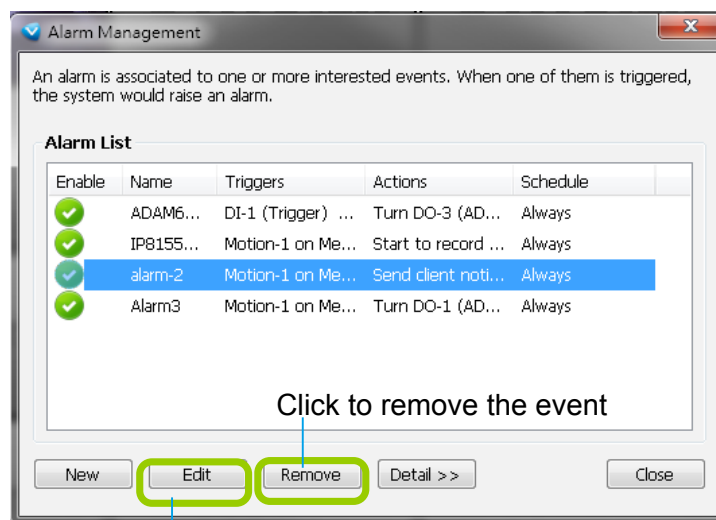 Alarm Management
An alarm is associated to one or more interested events. When one of them is triggered,
the system would raise an alarm.
Alarm List
Enable Name Triggers Actions Schedule
ADAM6... DI-1 (Trigger) ... Turn DO-3 (AD... Always
IP8155... Motion-1 on Me... Start to record ... Always
alarm-2 Motion-1 on Me... Send client noti... Always
Alarm3 Motion-1 on Me... Turn DO-1 (AD... Always
Click to remove the event
New Edit Remove Detail >> Close